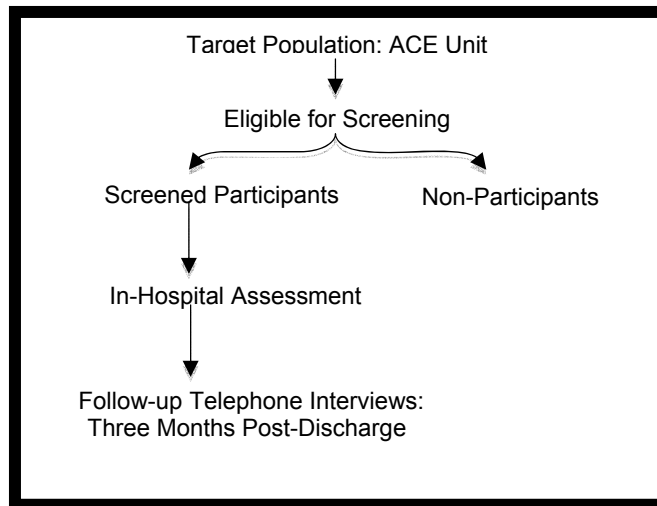 Target Population: ACE Unit
Eligible for Screening
Screened Participants
Non-Participants
In-Hospital Assessment
Follow-up Telephone Interviews:
Three Months Post-Discharge